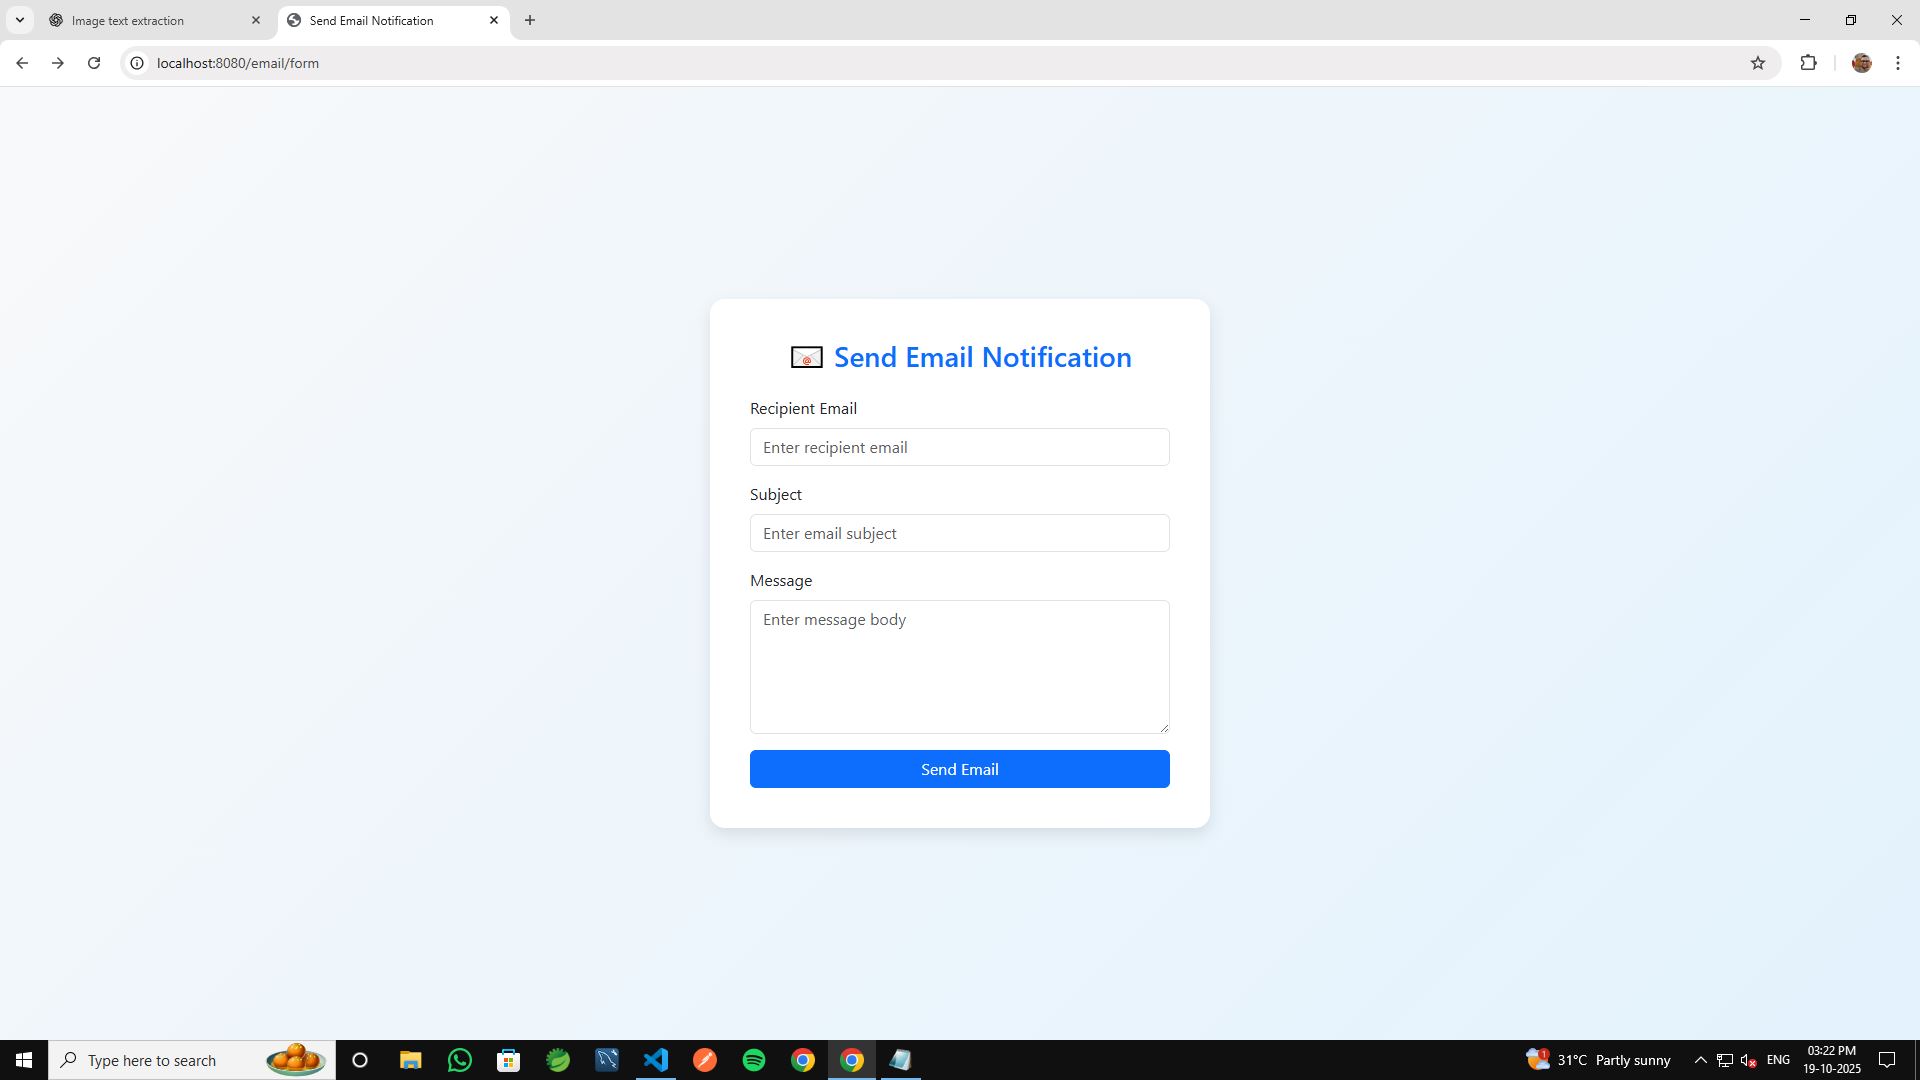 Image text extraction
Send Email Notification
localhost:8080/email/form
Send Email Notification
Recipient Email
Enter recipient email
Subject
Enter email subject
Message
Enter message body
Send Email
Type here to search
1
31°C Partly sunny
ENG
03:22 PM
19-10-2025